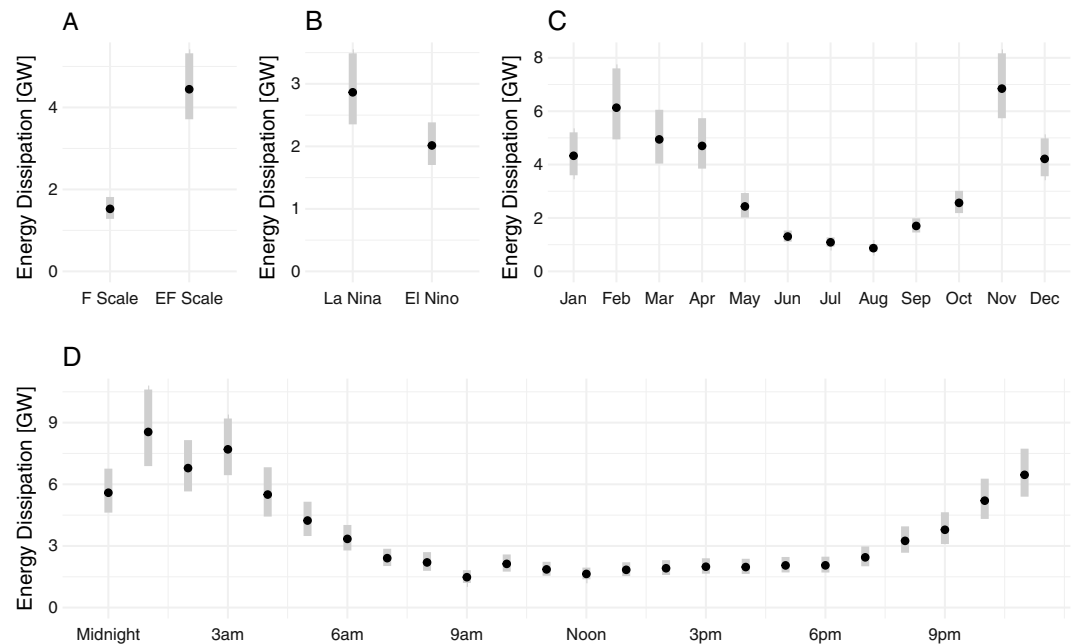 A
B
C
Energy Dissipation [GW]
4
2
0
F Scale EF Scale
Energy Dissipation [GW]
3
2
1
0
La Nina El Nino
Energy Dissipation [GW]
8
6
4
2
0
Jan Feb Mar Apr May Jun Jul Aug Sep Oct Nov Dec
D
Energy Dissipation [GW]
9
6
3
0
Midnight 3am 6am 9am Noon 3pm 6pm 9pm